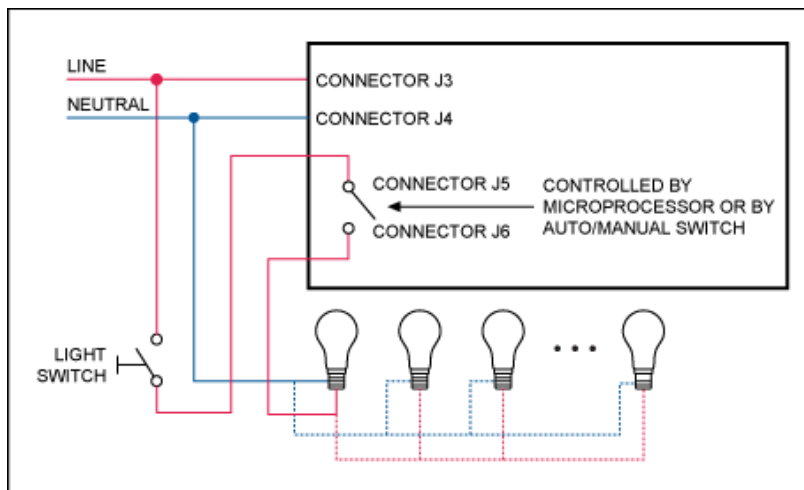 LINE
CONNECTOR J3
NEUTRAL
CONNECTOR J4
CONNECTOR J5
CONNECTOR J6
CONTROLLED BY
MICROPROCESSOR OR BY
AUTO/MANUAL SWITCH
LIGHT
SWITCH